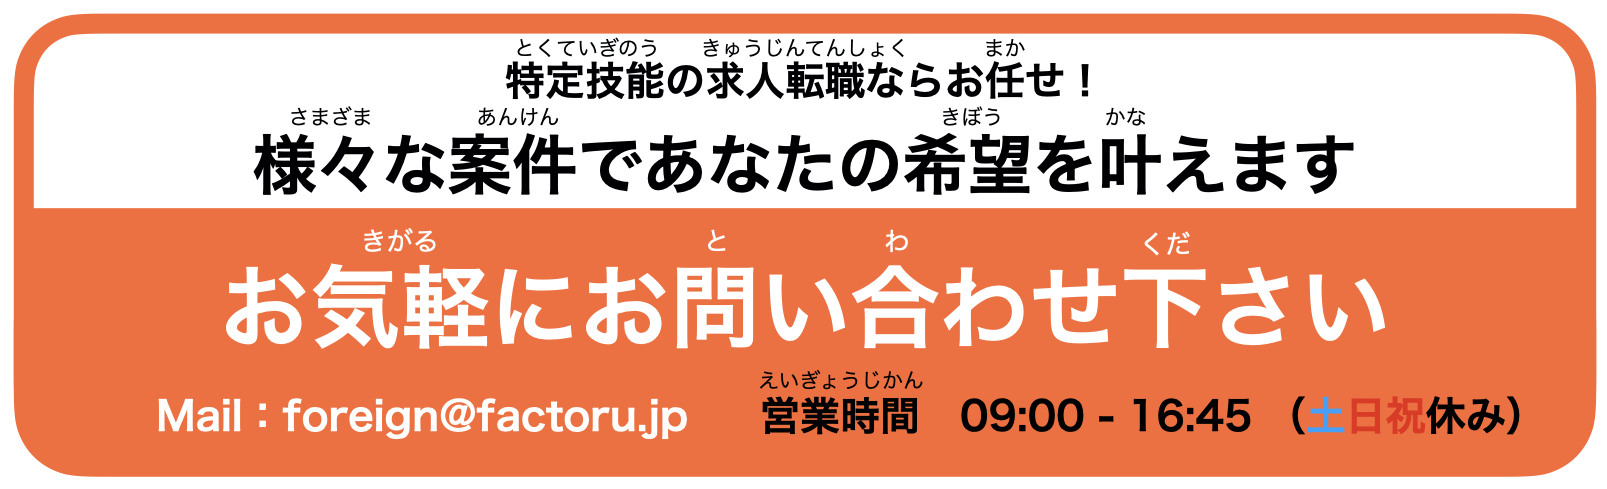 とくていぎのう きゅうじんてんしょく まか
特定技能の求人転職ならお任せ！
さまざま あんけん きぼう かな
様々な案件であなたの希望を叶えます
きがる と わ くだ
お気軽にお問い合わせ下さい
えいぎょうじかん
Mail：foreign@factoru.jp 営業時間 09:00 - 16:45 （土日祝休み）